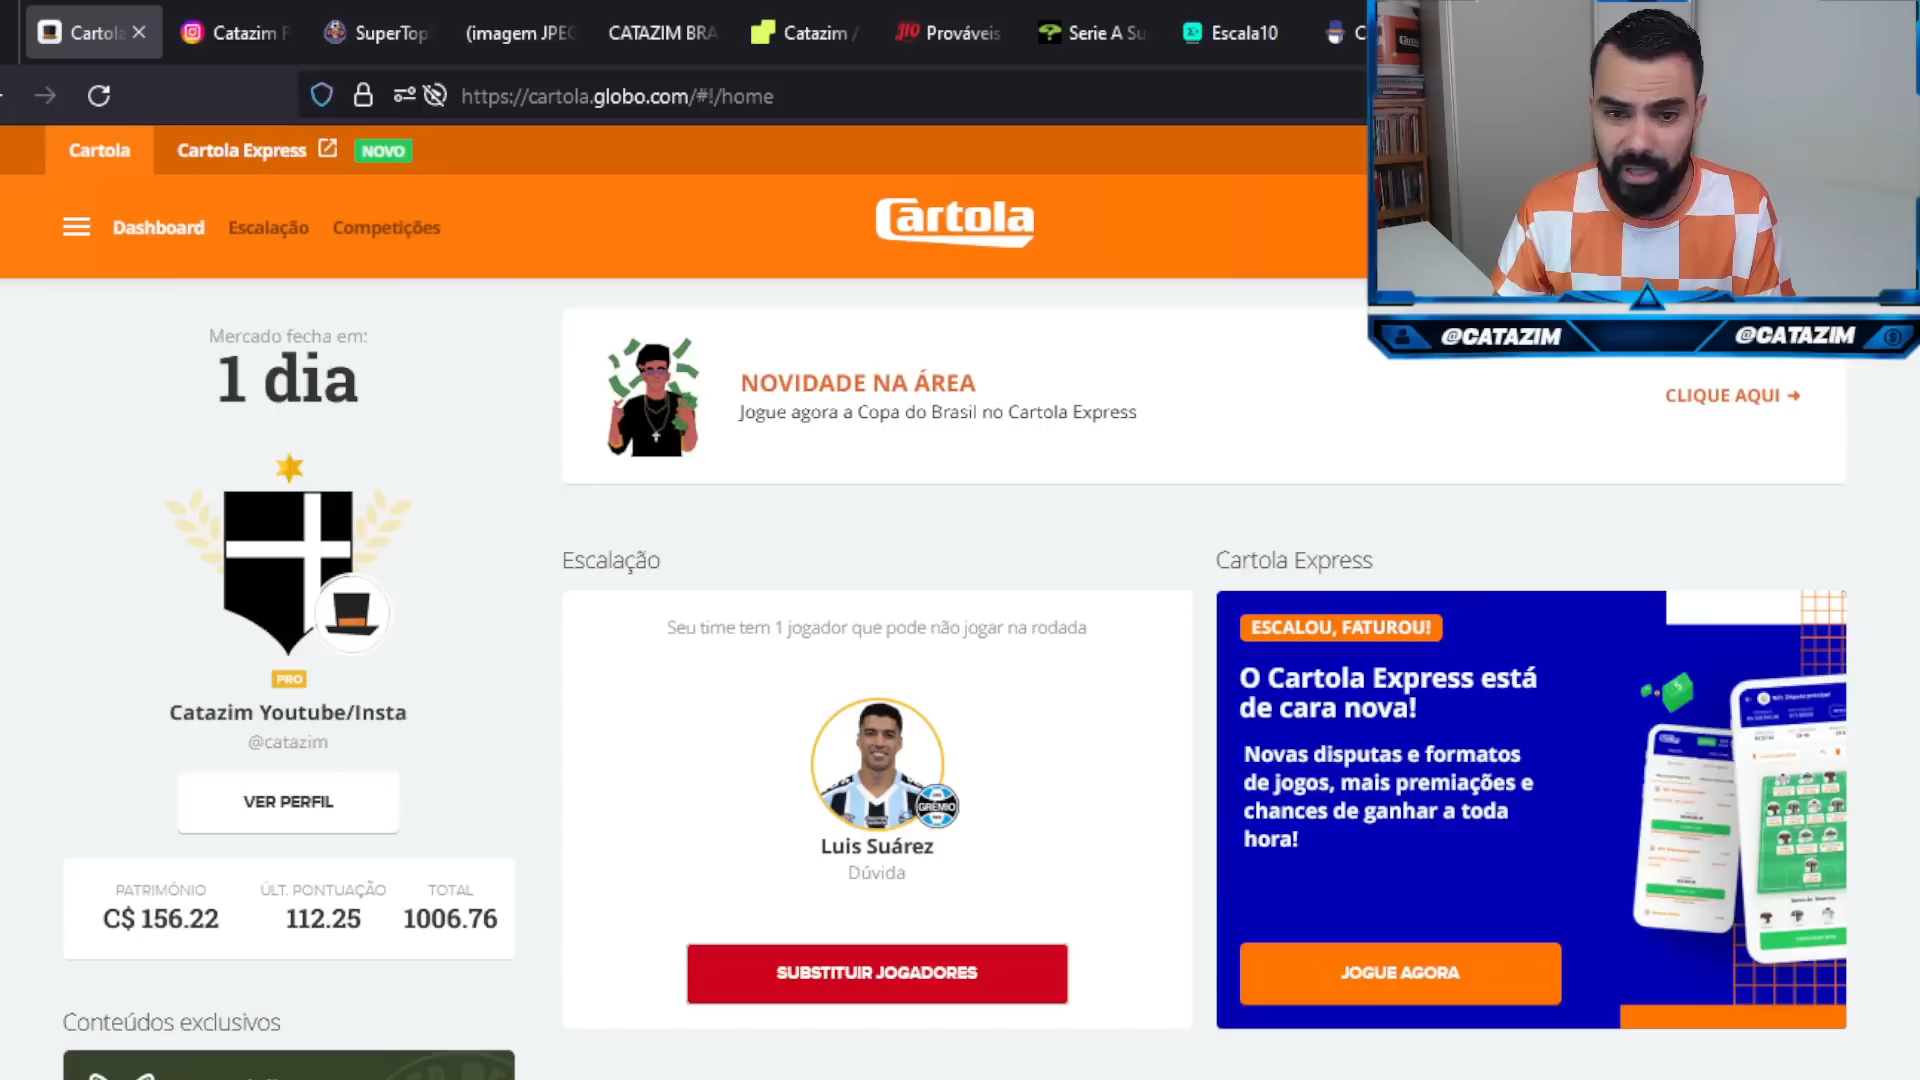 Cartola
Catazim
SuperTop
(imagem JPEG
CATAZIM BRA
Catazim /
Prováveis
Serie A Su
Escala10
https://cartola.globo.com/#!/home
Cartola
Cartola Express
NOVO
Dashboard
Escalação
Competições
Cartola
@CATAZIM
@CATAZIM
Mercado fecha em:
1 dia
NOVIDADE NA ÁREA
Jogue agora a Copa do Brasil no Cartola Express
CLIQUE AQUI
PRO
Catazim Youtube/Insta
@catazim
VER PERFIL
PATRIMÔNIO
ÚLT. PONTUAÇÃO
TOTAL
C$ 156.22
112.25
1006.76
Conteúdos exclusivos
Escalação
Seu time tem 1 jogador que pode não jogar na rodada
GRÊMIO
Luis Suárez
Dúvida
SUBSTITUIR JOGADORES
Cartola Express
ESCALOU, FATUROU!
O Cartola Express está
de cara nova!
Novas disputas e formatos
de jogos, mais premiações e
chances de ganhar a toda
hora!
JOGUE AGORA